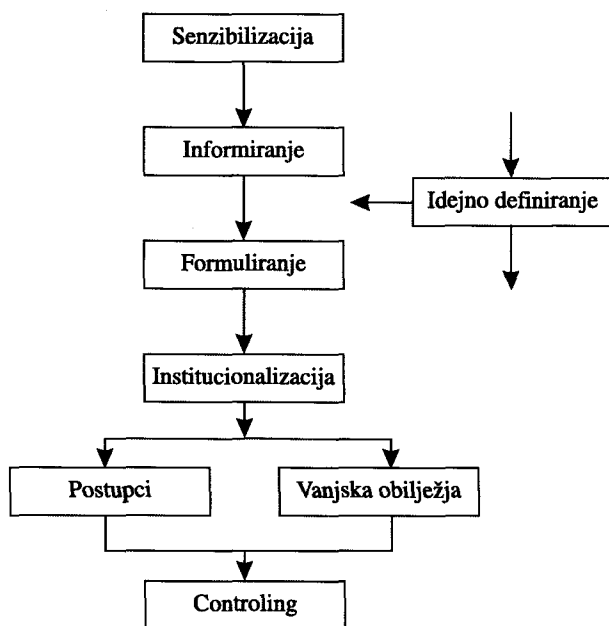 Senzibilizacija
Informiranje
Idejno definiranje
Formuliranje
Institucionalizacija
Postupci
Vanjska obilježja
Controling